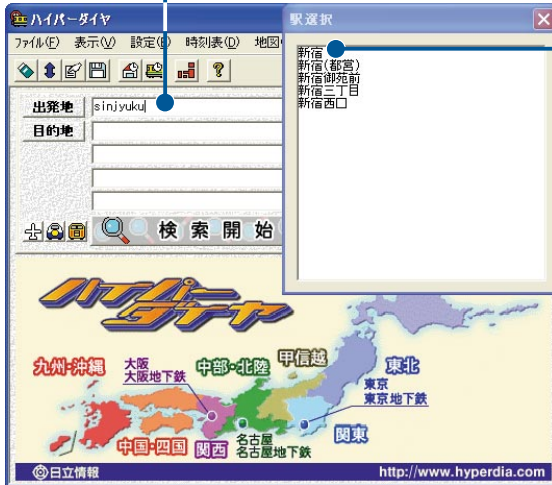 ハイパーダイヤ
ファイル(F) 表示(V) 設定(S) 時刻表(D) 地図
出発地 sinjyuku
目的地
検索開始
駅選択
新宿
新宿(都営)
新宿御苑前
新宿三丁目
新宿西口
ハイパー
ダイヤ
九州・沖縄
大阪
大阪地下鉄
中部・北陸
甲信越
東北
東京
東京地下鉄
中国・四国
関西
名古屋
名古屋地下鉄
関東
日立情報
http://www.hyperdia.com